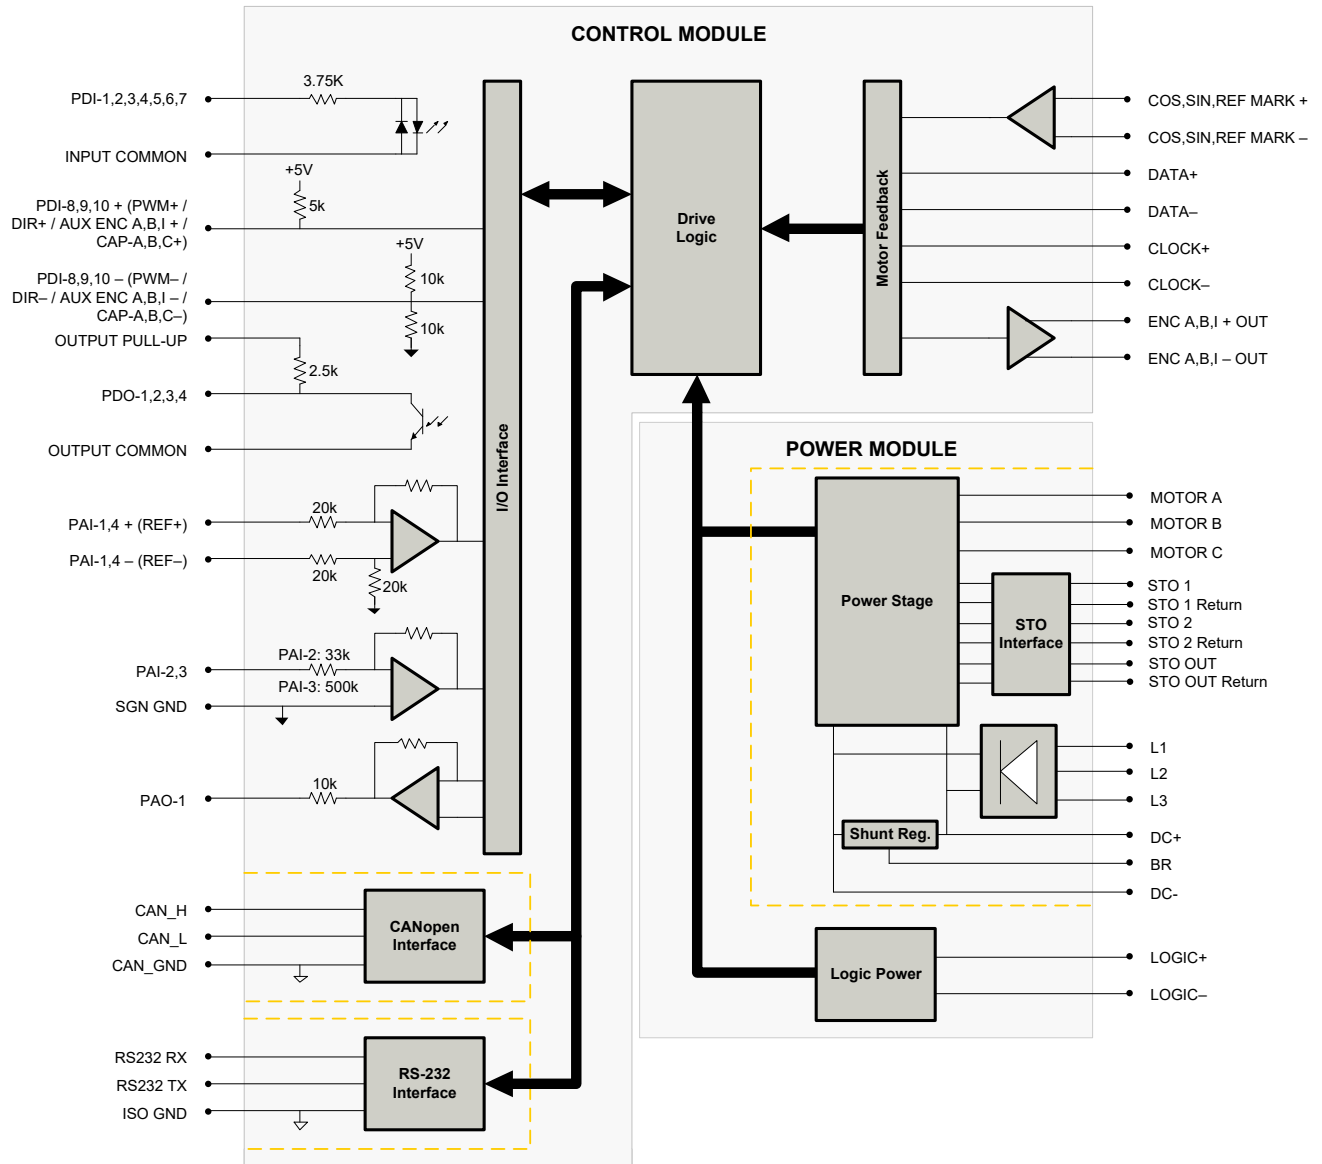 CONTROL MODULE
PDI-1,2,3,4,5,6,7
3.75K
INPUT COMMON
+5V
5k
PDI-8,9,10 + (PWM+ /
DIR+ / AUX ENC A,B,I + /
CAP-A,B,C+)
+5V
10k
PDI-8,9,10 – (PWM– /
DIR– / AUX ENC A,B,I – /
CAP-A,B,C–)
10k
OUTPUT PULL-UP
2.5k
PDO-1,2,3,4
OUTPUT COMMON
PAI-1,4 + (REF+)
20k
PAI-1,4 – (REF–)
20k
20k
PAI-2,3
PAI-2: 33k
PAI-3: 500k
SGN GND
PAO-1
10k
I/O Interface
CAN_H
CAN_L
CAN_GND
CANopen
Interface
RS232 RX
RS232 TX
ISO GND
RS-232
Interface
Drive
Logic
Motor Feedback
COS,SIN,REF MARK +
COS,SIN,REF MARK –
DATA+
DATA–
CLOCK+
CLOCK–
ENC A,B,I + OUT
ENC A,B,I – OUT
POWER MODULE
Power Stage
MOTOR A
MOTOR B
MOTOR C
STO
Interface
STO 1
STO 1 Return
STO 2
STO 2 Return
STO OUT
STO OUT Return
L1
L2
L3
Shunt Reg.
DC+
BR
DC-
Logic Power
LOGIC+
LOGIC–